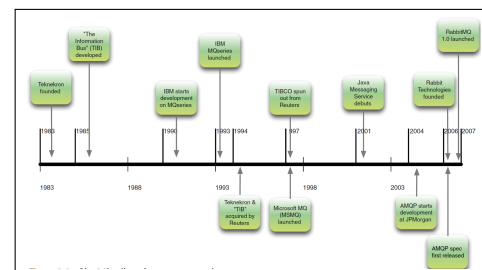 "The
Information
Bus" (TIB)
developed
IBM
MQseries
launched
RabbitMQ
1.0 launched
Teknekron
founded
IBM starts
development
on MQseries
TIBCO spun
out from
Reuters
Java
Messaging
Service
debuts
Rabbit
Technologies
founded
1983
1985
1990
1993
1994
997
2001
2004
2006
2007
1983
1988
1993
1998
2003
Teknekron &
"TIB"
acquired by
Reuters
Microsoft MQ
(MSMQ)
launched
AMQP starts
development
at JPMorgan
AMQP spec
first released